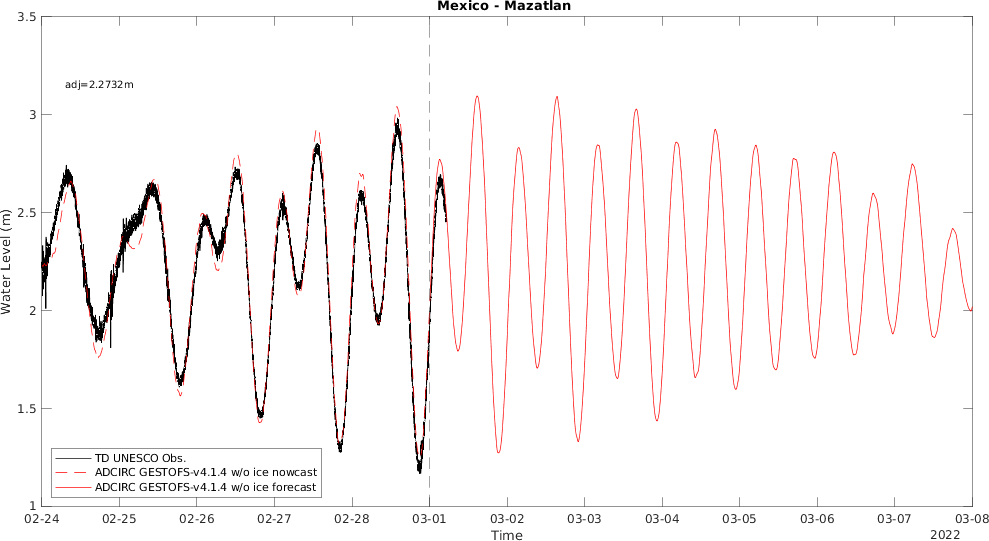 Mexico - Mazatlan
3.5
adj=2.2732m
3
2.5
Water Level (m)
2
1.5
TD UNESCO Obs.
ADCIRC GESTOFS-v4.1.4 w/o ice nowcast
ADCIRC GESTOFS-v4.1.4 w/o ice forecast
1
02-24 02-25 02-26 02-27 02-28 03-01 03-02 03-03 03-04 03-05 03-06 03-07 03-08
Time
2022